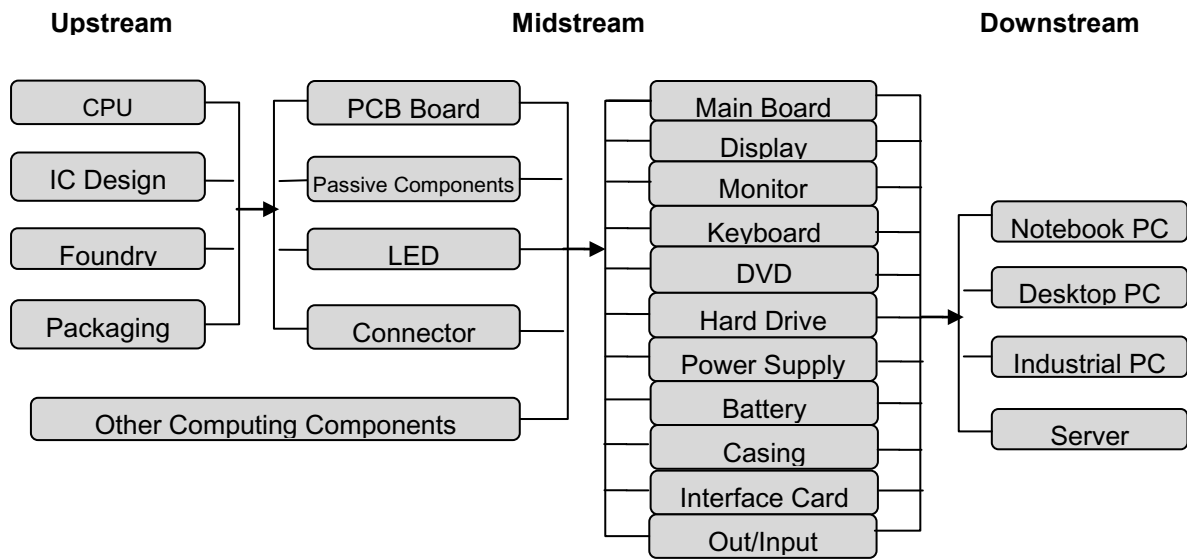 Upstream
Midstream
Downstream
CPU
IC Design
Foundry
Packaging
PCB Board
Passive Components
LED
Connector
Other Computing Components
Main Board
Display
Monitor
Keyboard
DVD
Hard Drive
Power Supply
Battery
Casing
Interface Card
Out/Input
Notebook PC
Desktop PC
Industrial PC
Server